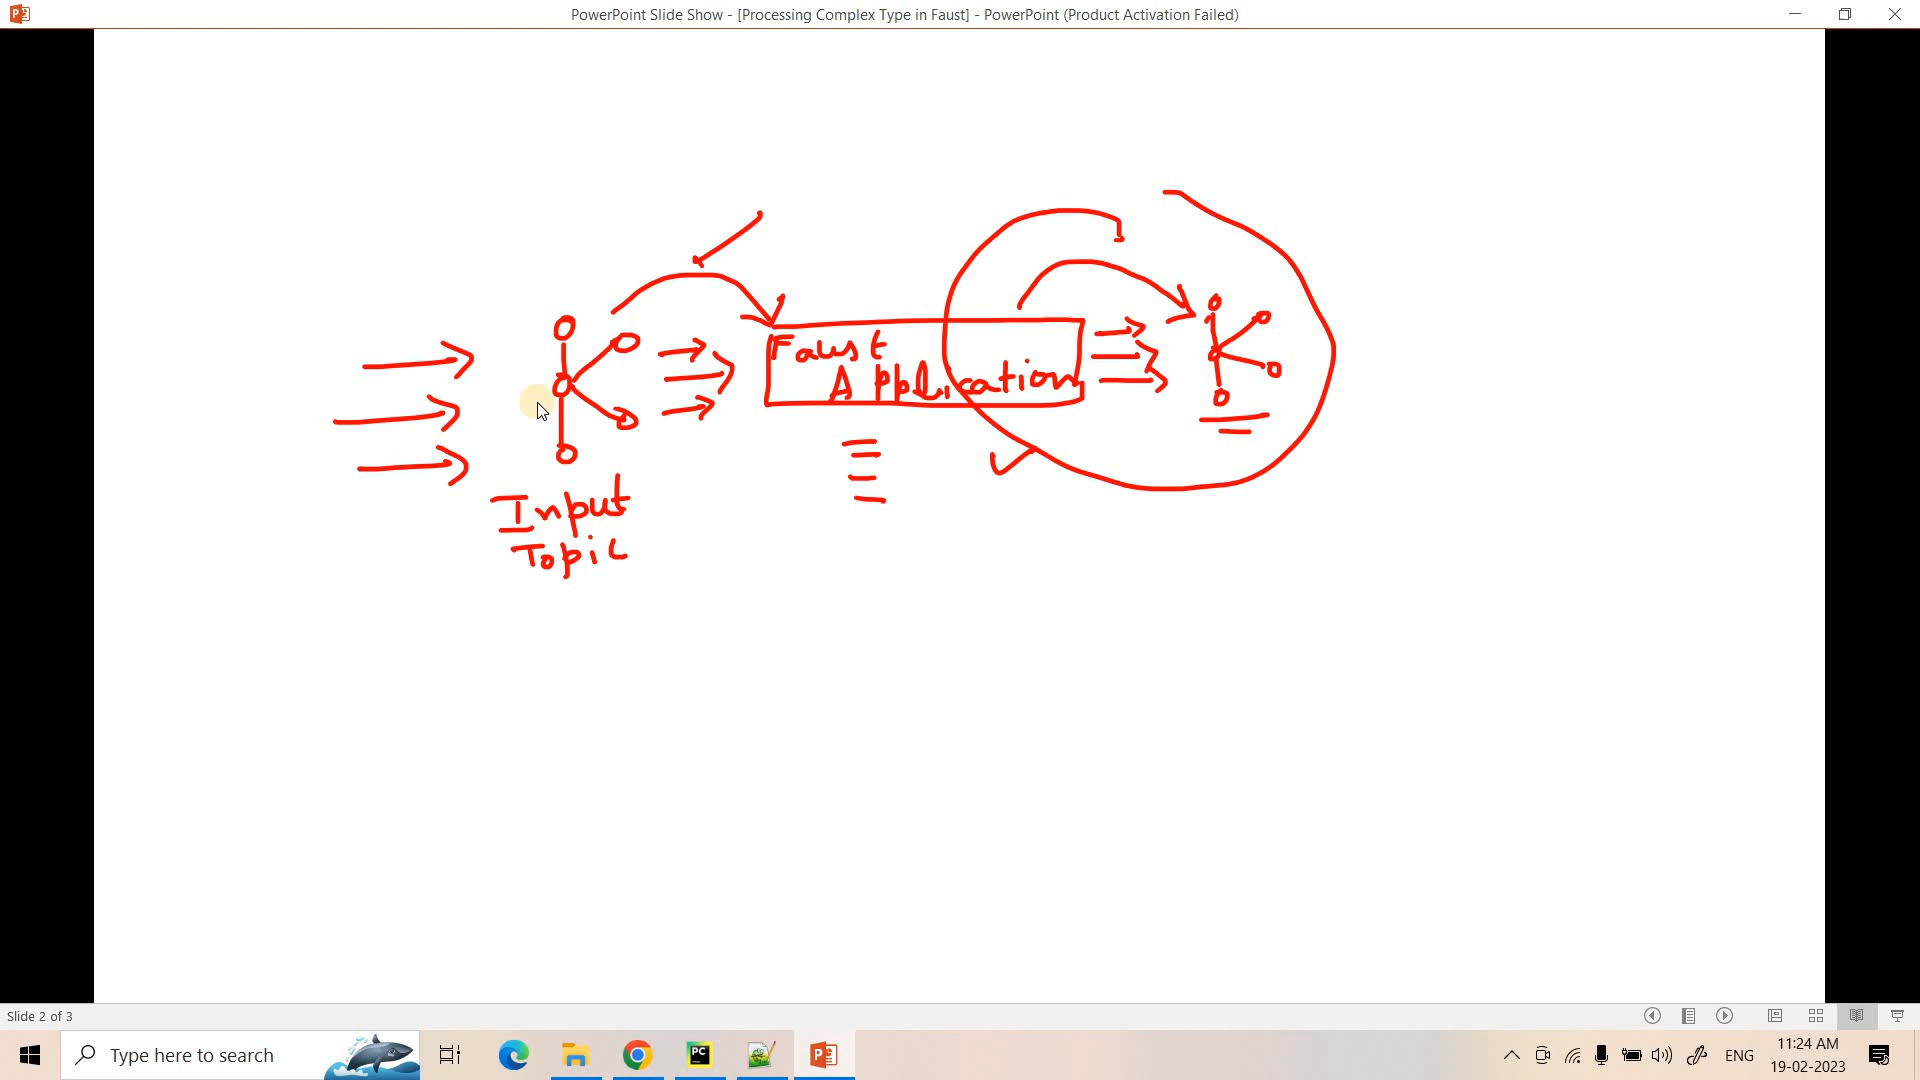 PowerPoint Slide Show - [Processing Complex Type in Faust] - PowerPoint (Product Activation Failed)
Faust
Application
Input
Topic
Slide 2 of 3
Type here to search
PC
ENG
11:24 AM
19-02-2023